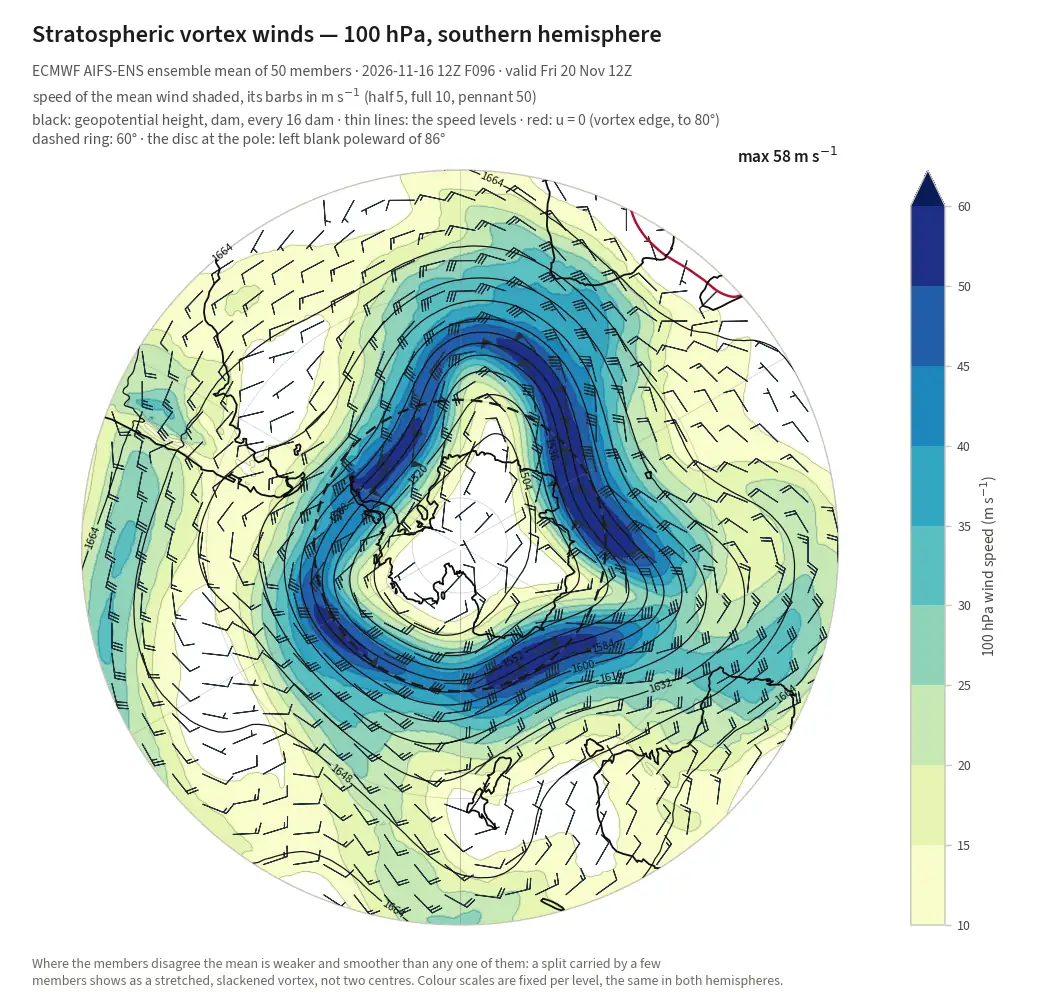 Stratospheric vortex winds — 100 hPa, southern hemisphere
ECMWF AIFS-ENS ensemble mean of 50 members · 2026-11-16 12Z F096 · valid Fri 20 Nov 12Z
speed of the mean wind shaded, its barbs in m s⁻¹ (half 5, full 10, pennant 50)
black: geopotential height, dam, every 16 dam · thin lines: the speed levels · red: u = 0 (vortex edge, to 80°)
dashed ring: 60° · the disc at the pole: left blank poleward of 86°
max 58 m s⁻¹
1664
1664
60
50
45
40
1536
1520
1504
1664
35
100 hPa wind speed (m s⁻¹)
30
1584
1552
1600
1616
1632
25
1648
20
15
1664
10
Where the members disagree the mean is weaker and smoother than any one of them: a split carried by a few
members shows as a stretched, slackened vortex, not two centres. Colour scales are fixed per level, the same in both hemispheres.